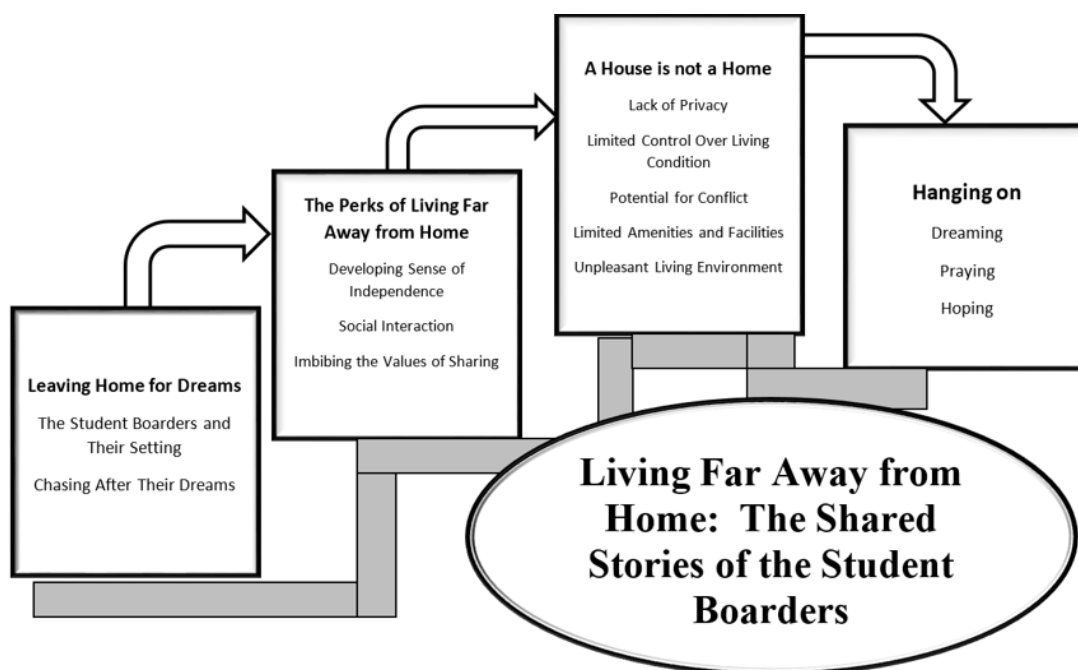 Leaving Home for Dreams
The Student Boarders and
Their Setting
Chasing After Their Dreams
The Perks of Living Far
Away from Home
Developing Sense of
Independence
Social Interaction
Imbibing the Values of Sharing
A House is not a Home
Lack of Privacy
Limited Control Over Living
Condition
Potential for Conflict
Limited Amenities and Facilities
Unpleasant Living Environment
Hanging on
Dreaming
Praying
Hoping
Living Far Away from
Home: The Shared
Stories of the Student
Boarders